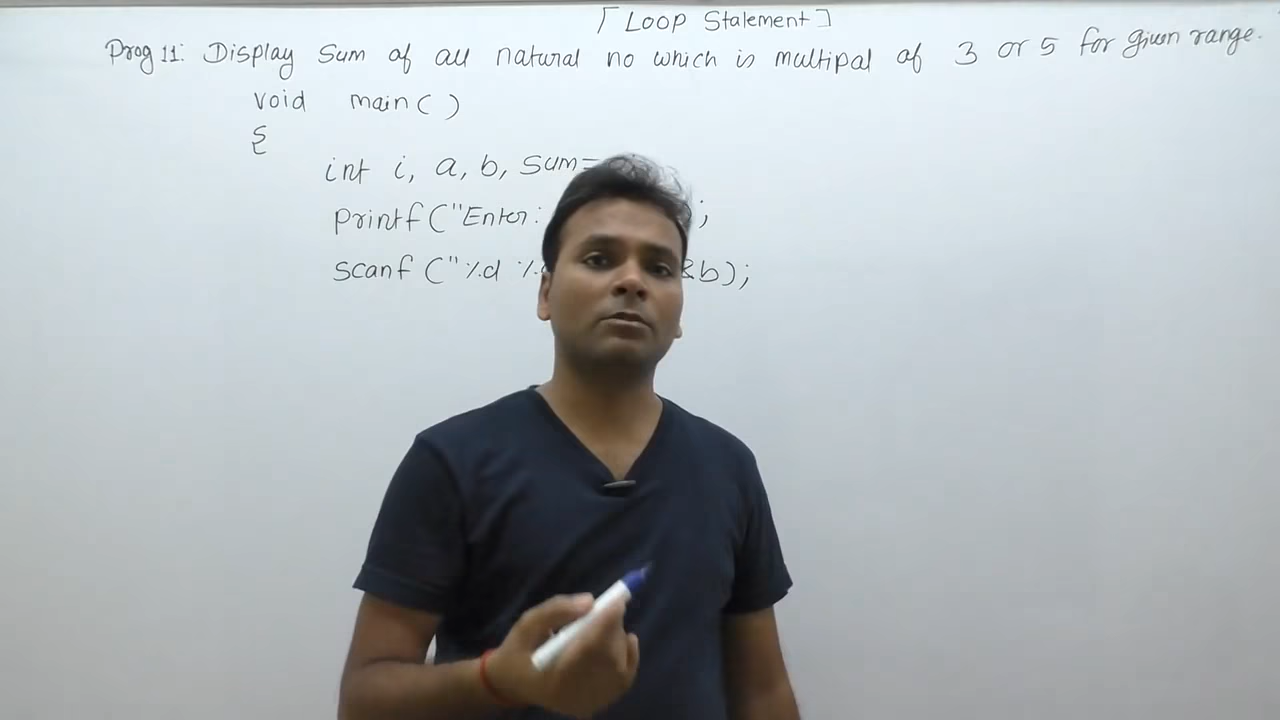 [Loop Statement]
Prog 11: Display Sum of all natural no which is multipal of 3 or 5 for given range.
void main( )
{
int i, a, b, Sum=
printf("Enter: ;
scanf ("%d % &b);